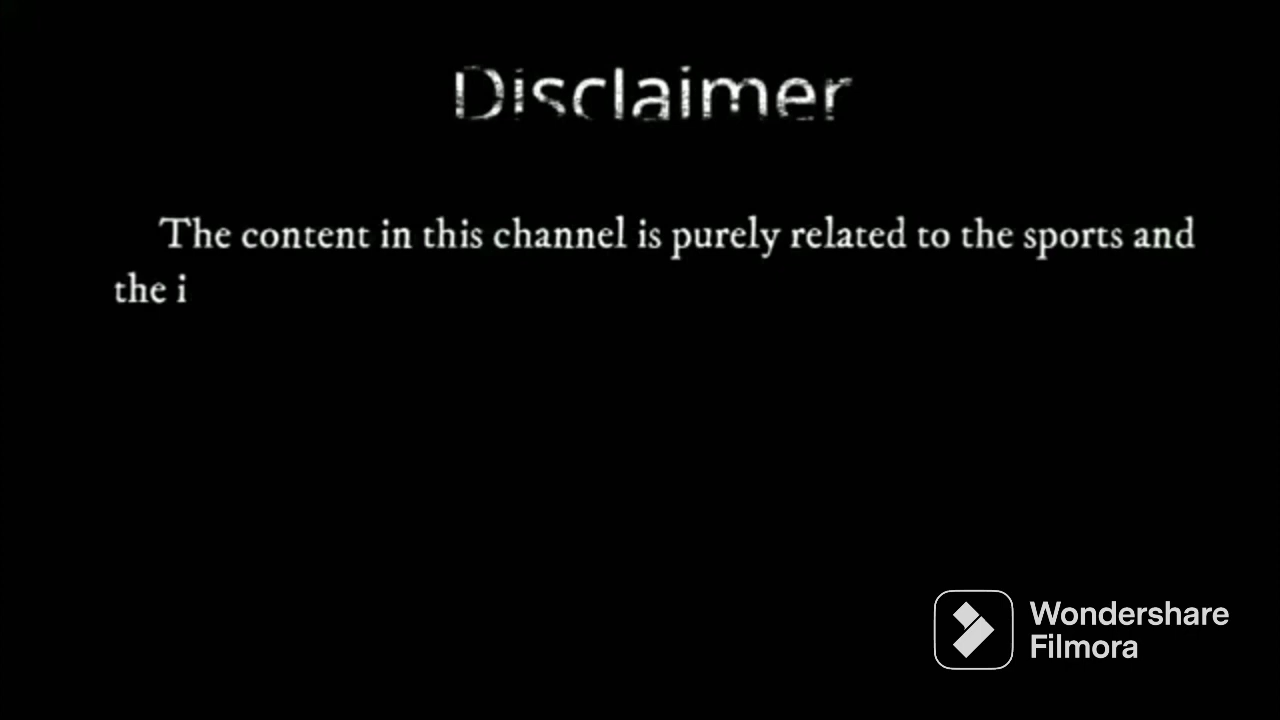 Disclaimer
The content in this channel is purely related to the sports and
the i
Wondershare
Filmora